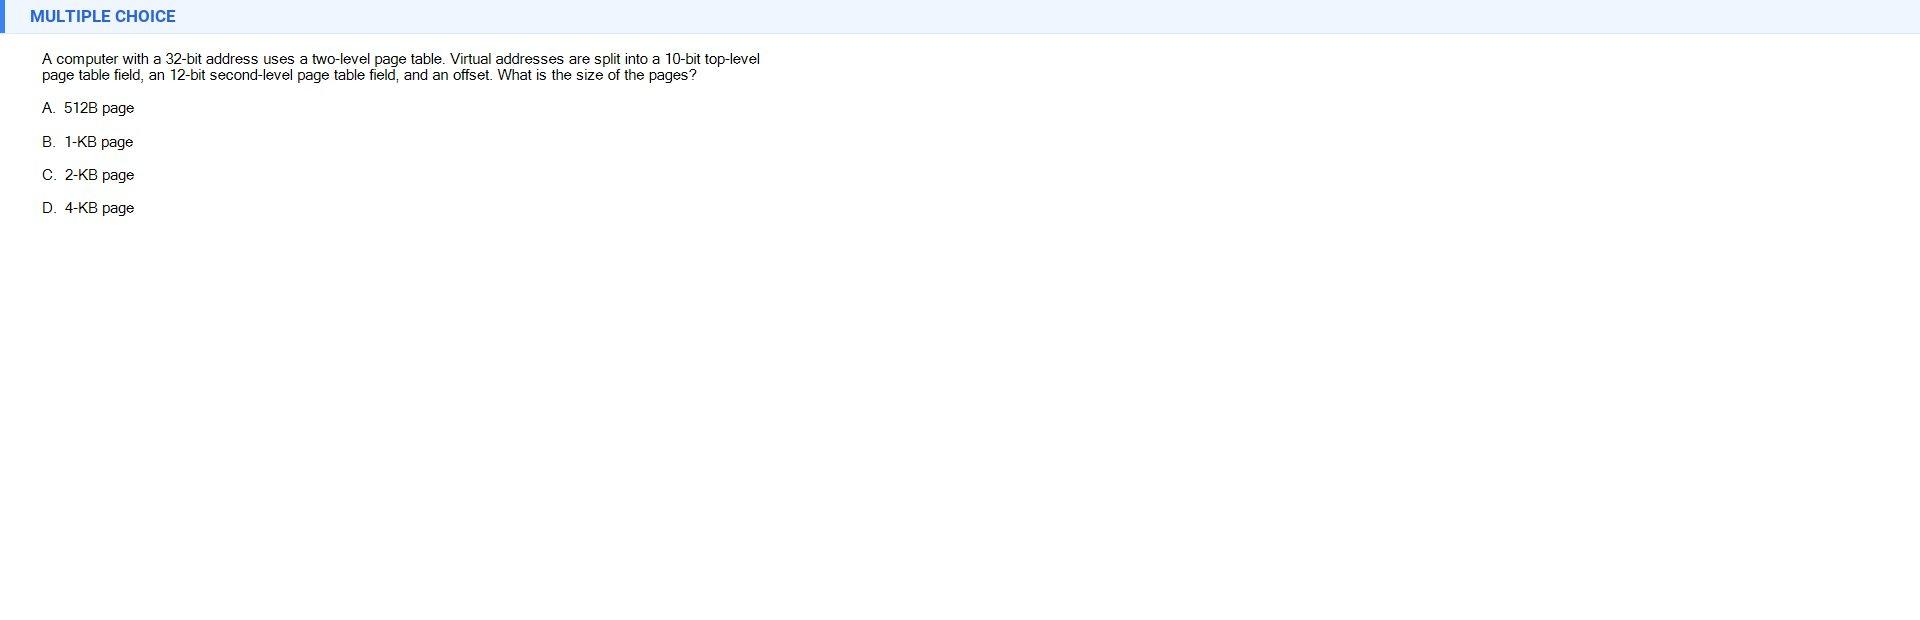 MULTIPLE CHOICE
A computer with a 32-bit address uses a two-level page table. Virtual addresses are split into a 10-bit top-level
page table field, an 12-bit second-level page table field, and an offset. What is the size of the pages?
A. 512B page
B. 1-KB page
C. 2-KB page
D. 4-KB page